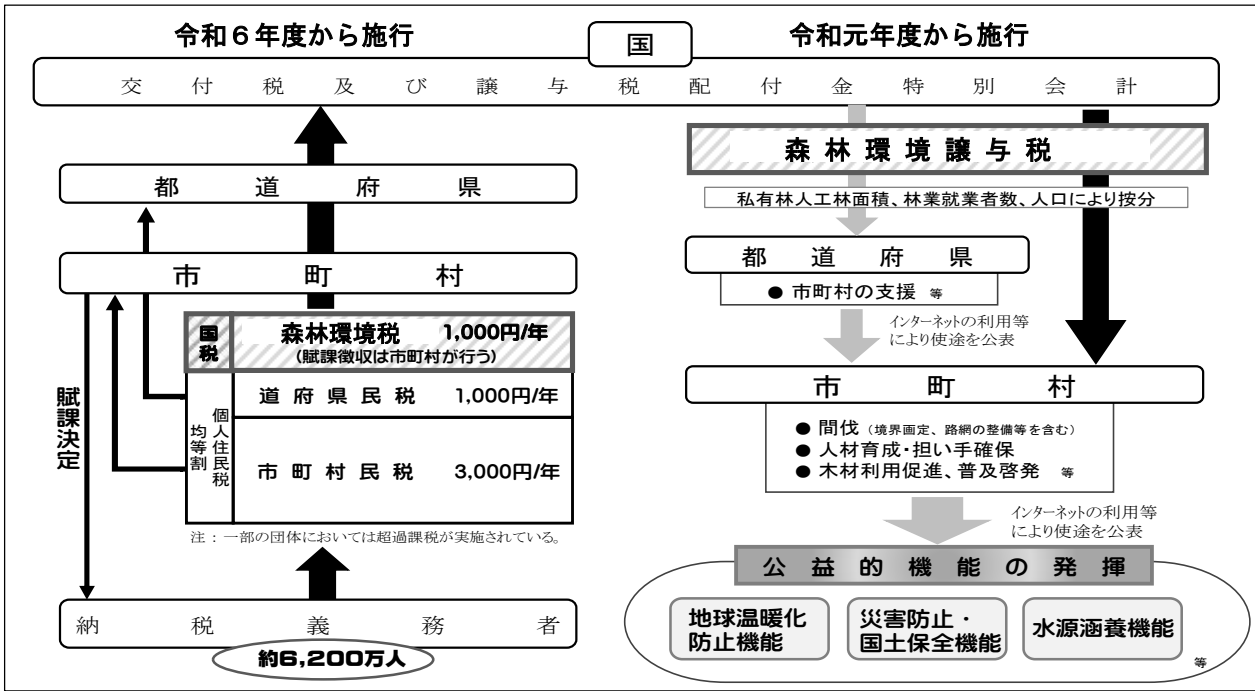 令和６年度から施行
国
令和元年度から施行
交付税及び譲与税配付金特別会計
都道府県
市町村
国税
森林環境税 1,000円/年
(賦課徴収は市町村が行う)
個人住民税
均等割
道府県民税 1,000円/年
市町村民税 3,000円/年
賦課決定
注：一部の団体においては超過課税が実施されている。
納税義務者
約6,200万人
森林環境譲与税
私有林人工林面積、林業就業者数、人口により按分
都道府県
● 市町村の支援 等
インターネットの利用等
により使途を公表
市町村
● 間伐（境界画定、路網の整備等を含む）
● 人材育成・担い手確保
● 木材利用促進、普及啓発 等
インターネットの利用等
により使途を公表
公益的機能の発揮
地球温暖化
防止機能
災害防止・
国土保全機能
水源涵養機能
等